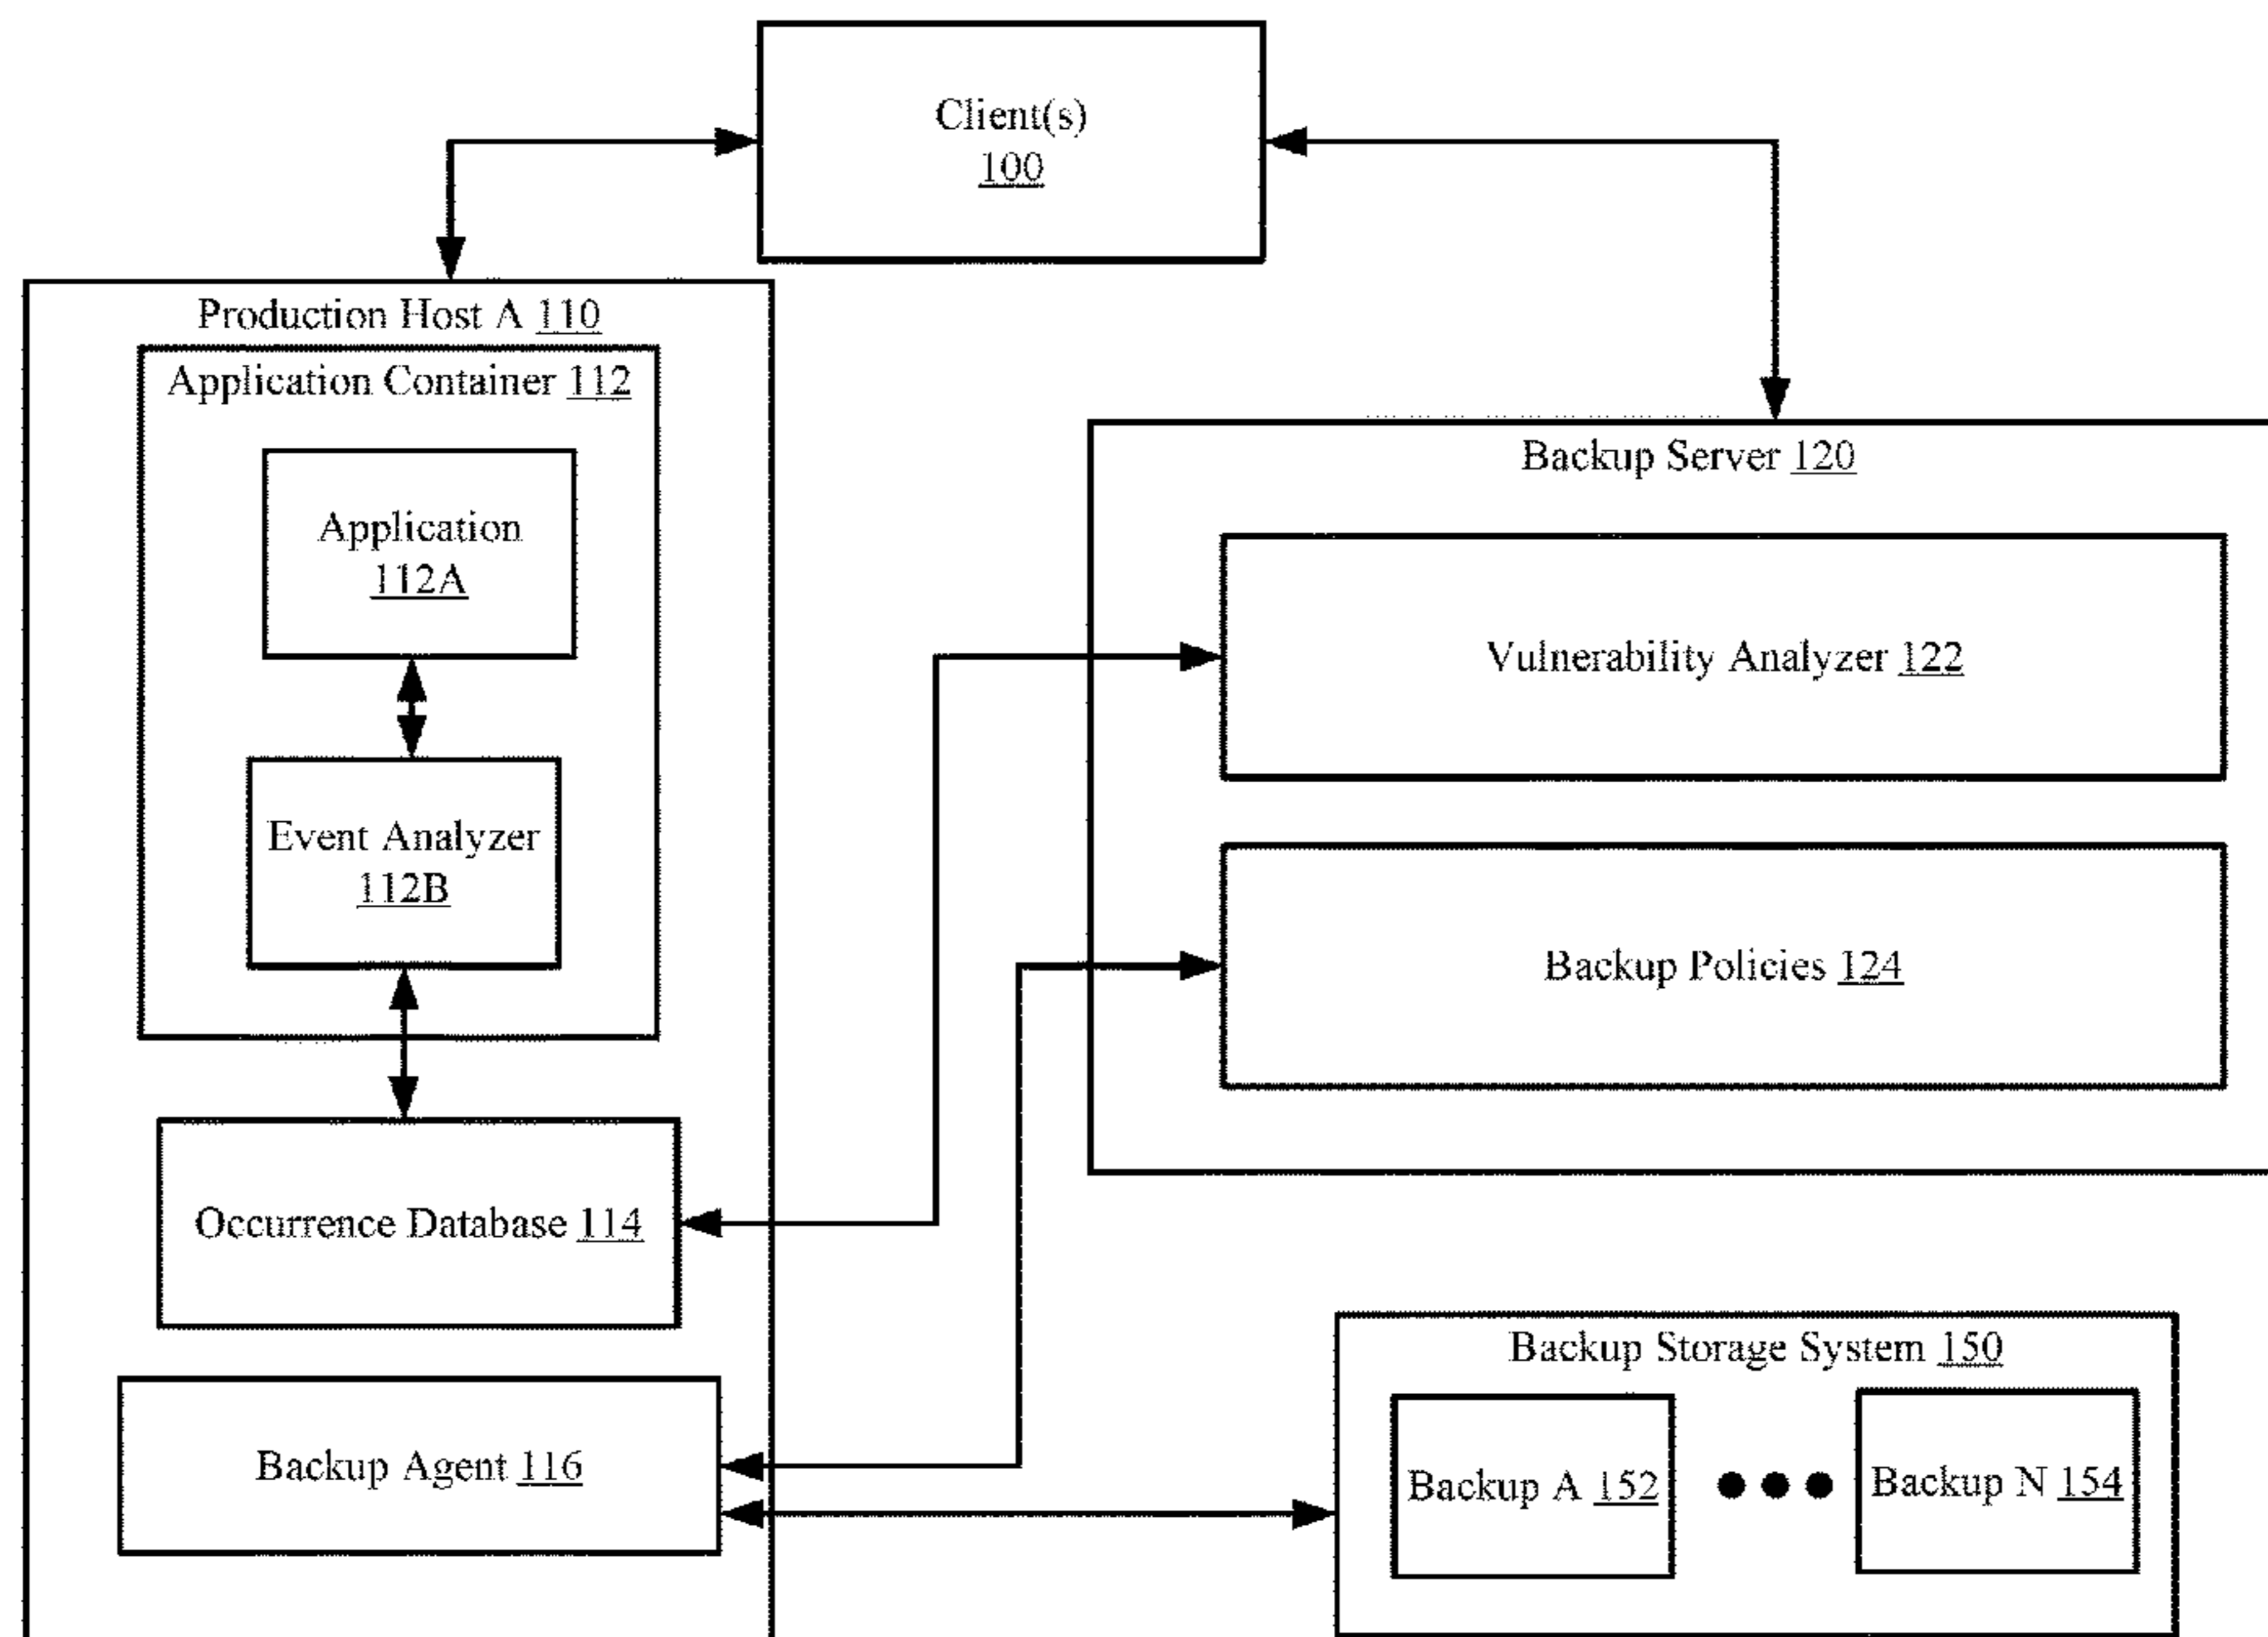 Client(s)
100
Production Host A 110
Application Container 112
Application
112A
Event Analyzer
112B
Occurrence Database 114
Backup Agent 116
Backup Server 120
Vulnerability Analyzer 122
Backup Policies 124
Backup Storage System 150
Backup A 152
Backup N 154